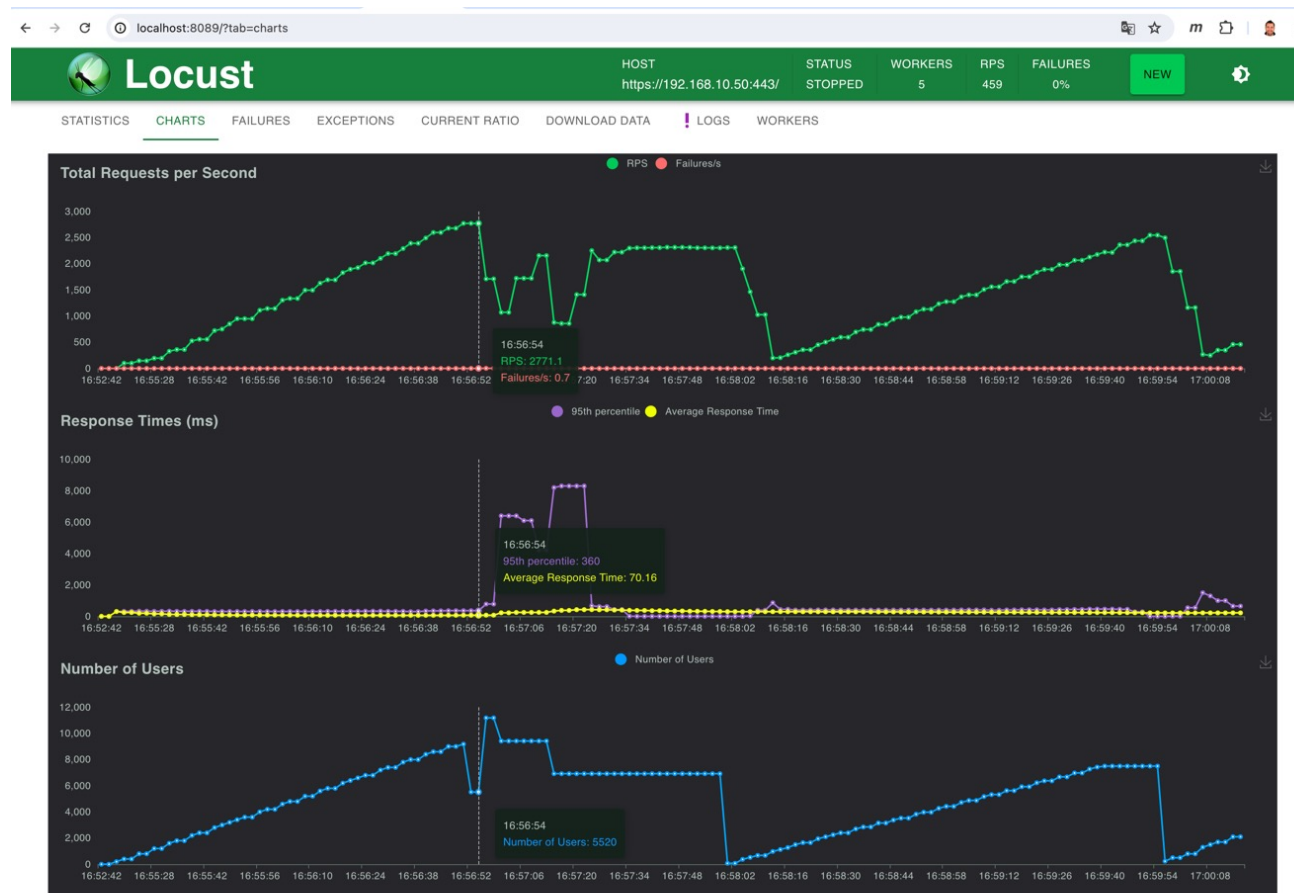 localhost:8089/?tab=charts
m
Locust
HOST
https://192.168.10.50:443/
STATUS
STOPPED
WORKERS
5
RPS
459
FAILURES
0%
NEW
STATISTICS CHARTS FAILURES EXCEPTIONS CURRENT RATIO DOWNLOAD DATA ! LOGS WORKERS
Total Requests per Second
RPS Failures/s
3,000
2,500
2,000
1,500
1,000
500
0
16:56:54
RPS: 2771.1
Failures/s: 0.7
16:52:42 16:55:28 16:55:42 16:55:56 16:56:10 16:56:24 16:56:38 16:56:52 7:20 16:57:34 16:57:48 16:58:02 16:58:16 16:58:30 16:58:44 16:58:58 16:59:12 16:59:26 16:59:40 16:59:54 17:00:08
Response Times (ms)
95th percentile Average Response Time
10,000
8,000
6,000
4,000
2,000
0
16:56:54
95th percentile: 360
Average Response Time: 70.16
16:52:42 16:55:28 16:55:42 16:55:56 16:56:10 16:56:24 16:56:38 16:56:52 16:57:06 16:57:20 16:57:34 16:57:48 16:58:02 16:58:16 16:58:30 16:58:44 16:58:58 16:59:12 16:59:26 16:59:40 16:59:54 17:00:08
Number of Users
Number of Users
12,000
10,000
8,000
6,000
4,000
2,000
0
16:56:54
Number of Users: 5520
16:52:42 16:55:28 16:55:42 16:55:56 16:56:10 16:56:24 16:56:38 16:56:52 16:57:06 16:57:20 16:57:34 16:57:48 16:58:02 16:58:16 16:58:30 16:58:44 16:58:58 16:59:12 16:59:26 16:59:40 16:59:54 17:00:08